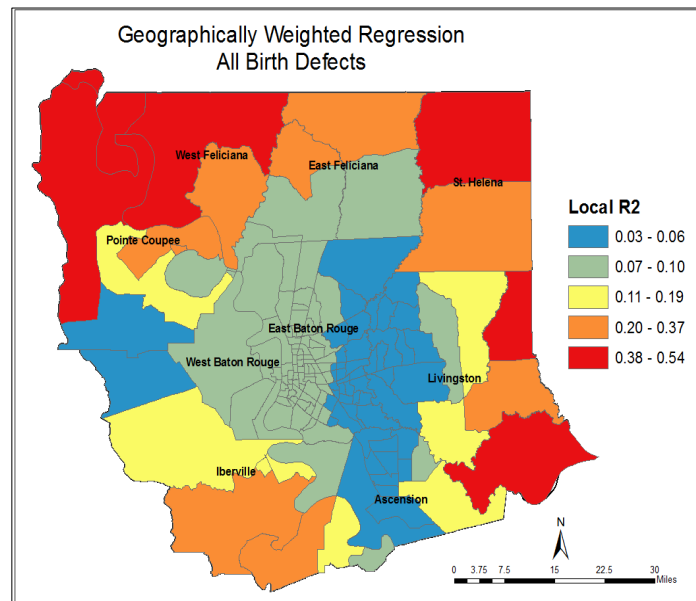 Geographically Weighted Regression
All Birth Defects
West Feliciana
East Feliciana
St. Helena
Pointe Coupee
East Baton Rouge
West Baton Rouge
Livingston
Iberville
Ascension
Local R2
0.03 - 0.06
0.07 - 0.10
0.11 - 0.19
0.20 - 0.37
0.38 - 0.54
N
0 3.75 7.5 15 22.5 30
Miles